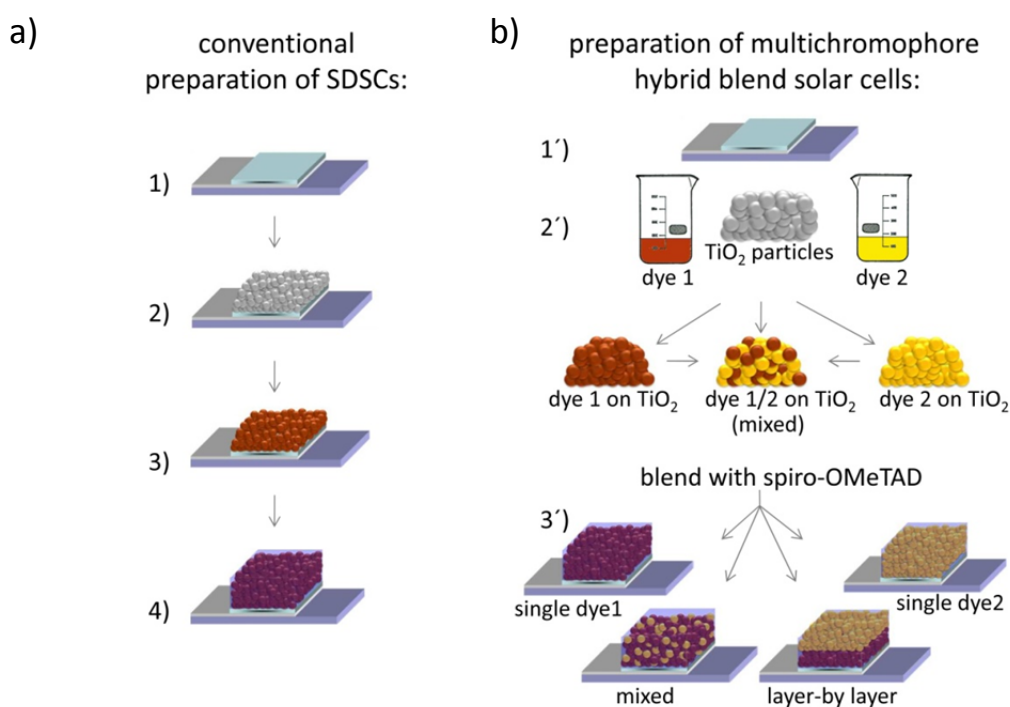 a)
conventional
preparation of SDSCs:
1)
2)
3)
4)
b)
preparation of multichromophore
hybrid blend solar cells:
1´)
2´)
TiO₂ particles
dye 1
dye 2
dye 1 on TiO₂
dye 1/2 on TiO₂
(mixed)
dye 2 on TiO₂
blend with spiro-OMeTAD
3´)
single dye1
single dye2
mixed
layer-by layer